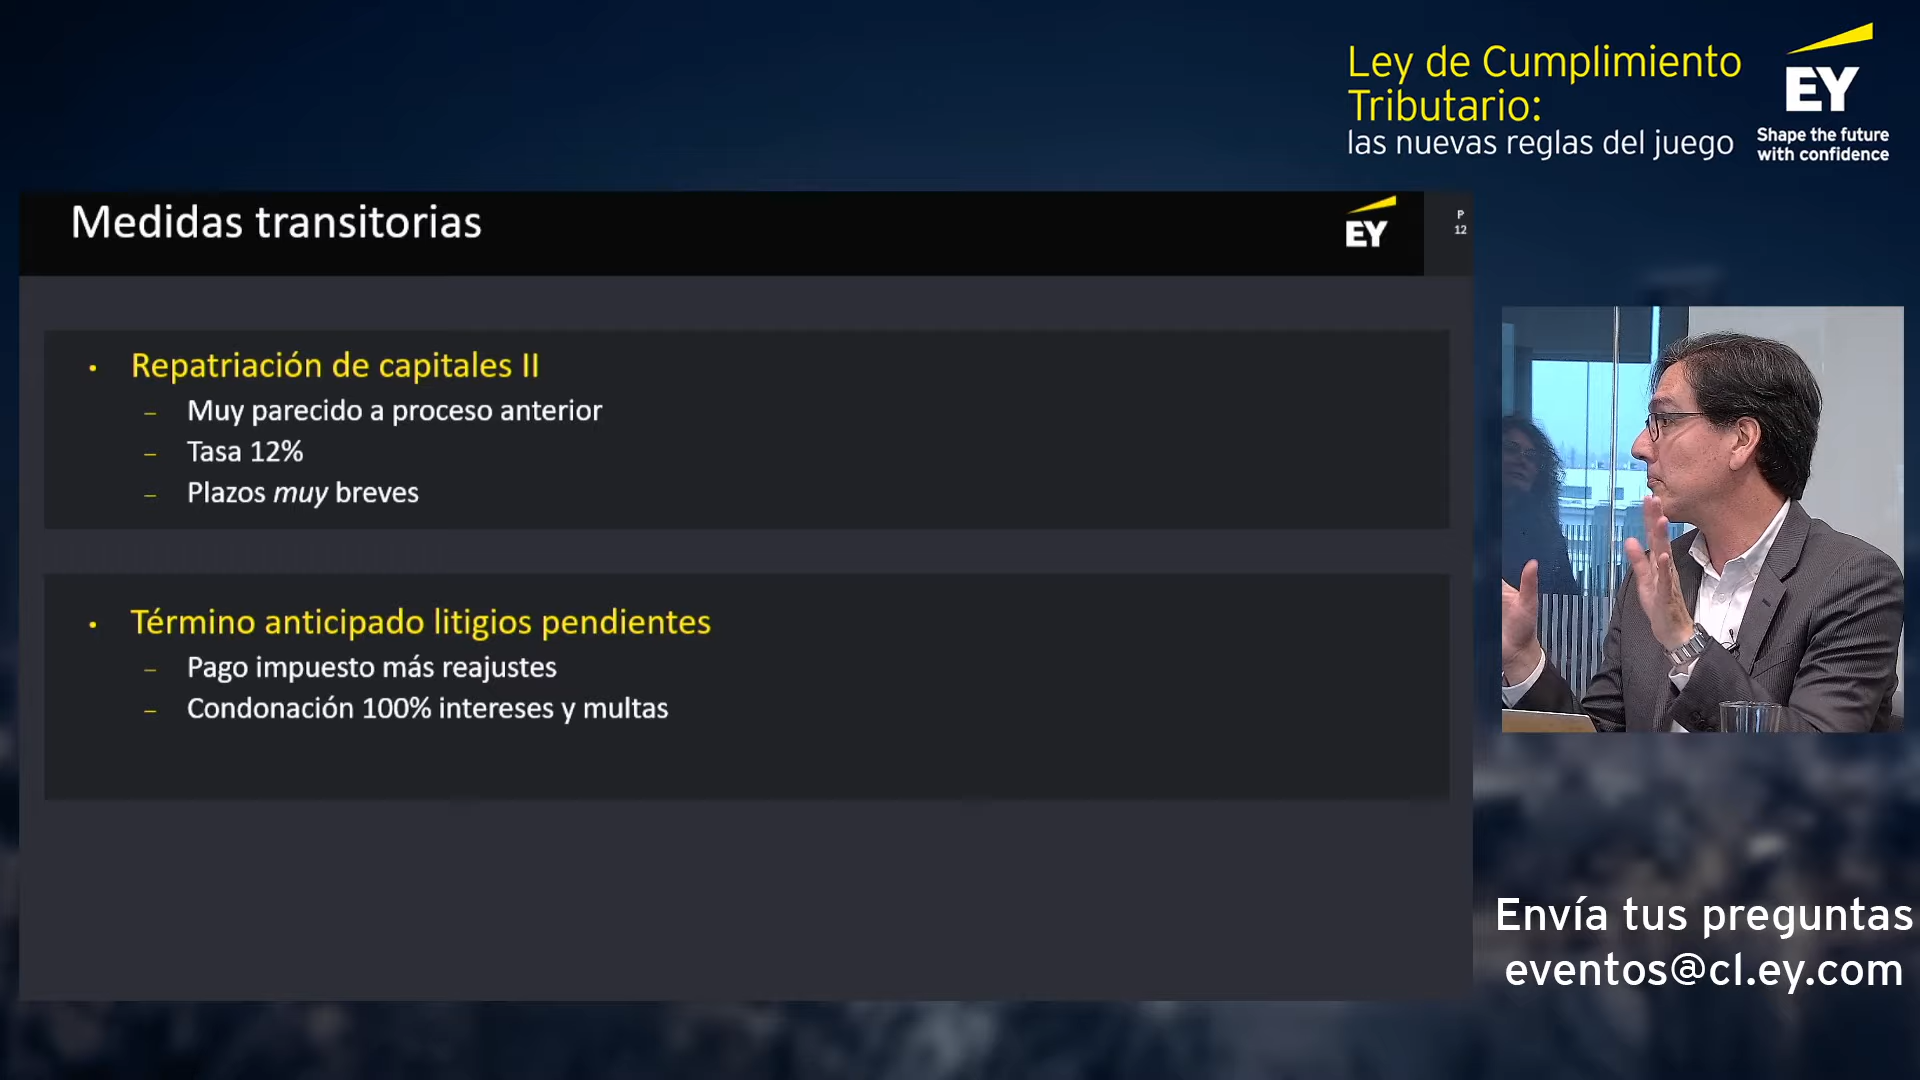 Ley de Cumplimiento
Tributario:
las nuevas reglas del juego
EY
Shape the future
with confidence
Medidas transitorias
EY
P
12
• Repatriación de capitales II
– Muy parecido a proceso anterior
– Tasa 12%
– Plazos muy breves
• Término anticipado litigios pendientes
– Pago impuesto más reajustes
– Condonación 100% intereses y multas
Envía tus preguntas
eventos@cl.ey.com